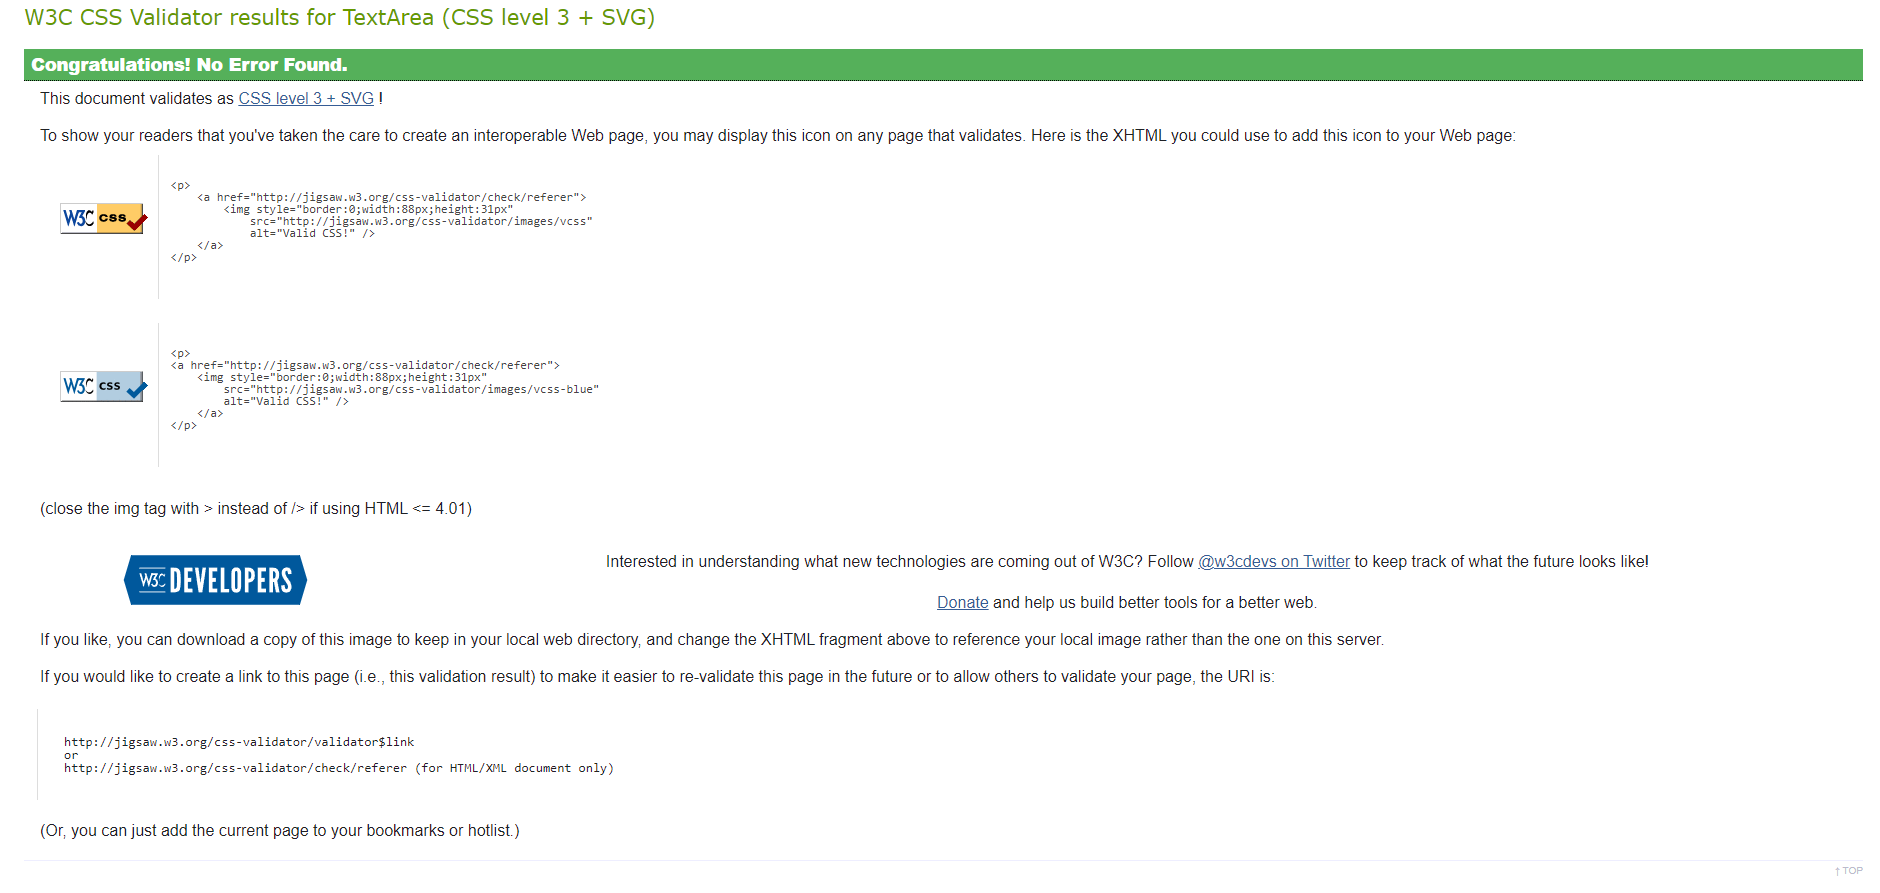 W3C CSS Validator results for TextArea (CSS level 3 + SVG)
Congratulations! No Error Found.
This document validates as CSS level 3 + SVG !
To show your readers that you've taken the care to create an interoperable Web page, you may display this icon on any page that validates. Here is the XHTML you could use to add this icon to your Web page:
W3C css
<p>
    <a href="http://jigsaw.w3.org/css-validator/check/referer">
        <img style="border:0;width:88px;height:31px"
            src="http://jigsaw.w3.org/css-validator/images/vcss"
            alt="Valid CSS!" />
    </a>
</p>
W3C css
<p>
<a href="http://jigsaw.w3.org/css-validator/check/referer">
    <img style="border:0;width:88px;height:31px"
        src="http://jigsaw.w3.org/css-validator/images/vcss-blue"
        alt="Valid CSS!" />
    </a>
</p>
(close the img tag with > instead of /> if using HTML <= 4.01)
W3C DEVELOPERS
Interested in understanding what new technologies are coming out of W3C? Follow @w3cdevs on Twitter to keep track of what the future looks like!
Donate and help us build better tools for a better web.
If you like, you can download a copy of this image to keep in your local web directory, and change the XHTML fragment above to reference your local image rather than the one on this server.
If you would like to create a link to this page (i.e., this validation result) to make it easier to re-validate this page in the future or to allow others to validate your page, the URI is:
http://jigsaw.w3.org/css-validator/validator$link
or
http://jigsaw.w3.org/css-validator/check/referer (for HTML/XML document only)
(Or, you can just add the current page to your bookmarks or hotlist.)
↑ TOP